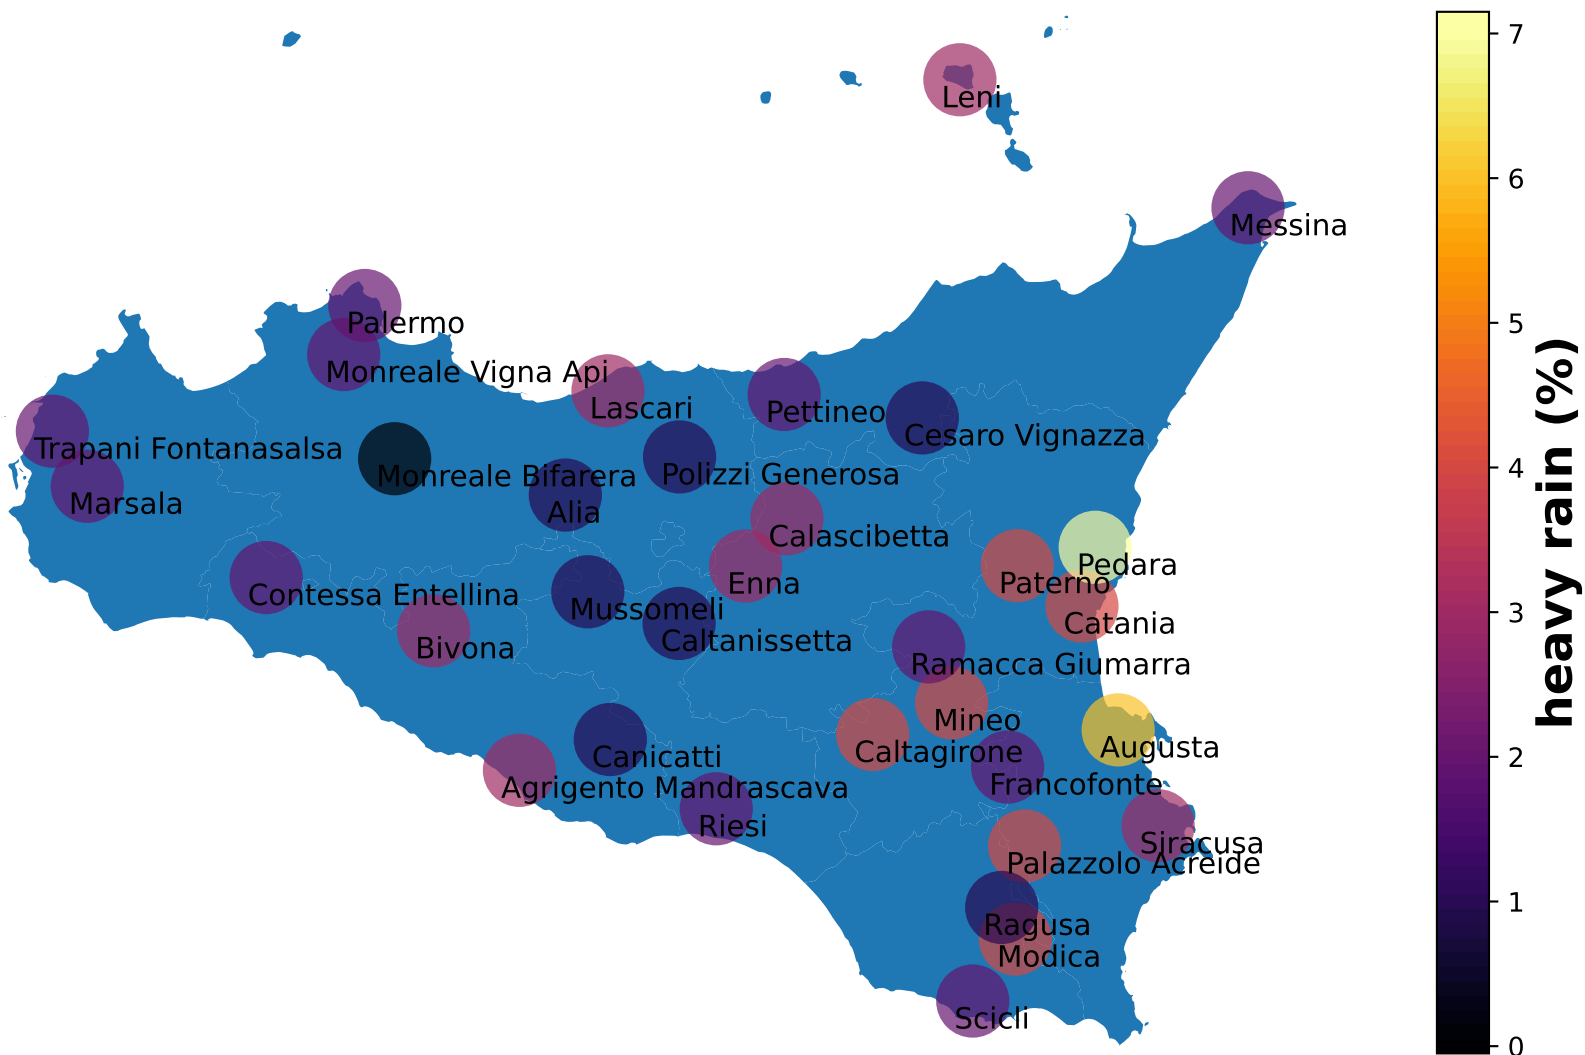 Leni
Messina
Palermo
Monreale Vigna Api
Lascari
Pettineo
Cesaro Vignazza
Trapani Fontanasalsa
Monreale Bifarera
Polizzi Generosa
Marsala
Alia
Calascibetta
Pedara
Enna
Paterno
Contessa Entellina
Mussomeli
Catania
Caltanissetta
Bivona
Ramacca Giumarra
Mineo
Augusta
Caltagirone
Canicatti
Francofonte
Agrigento Mandrascava
Riesi
Siracusa
Palazzolo Acreide
Ragusa
Modica
Scicli
7
6
5
4
3
2
1
0
heavy rain (%)